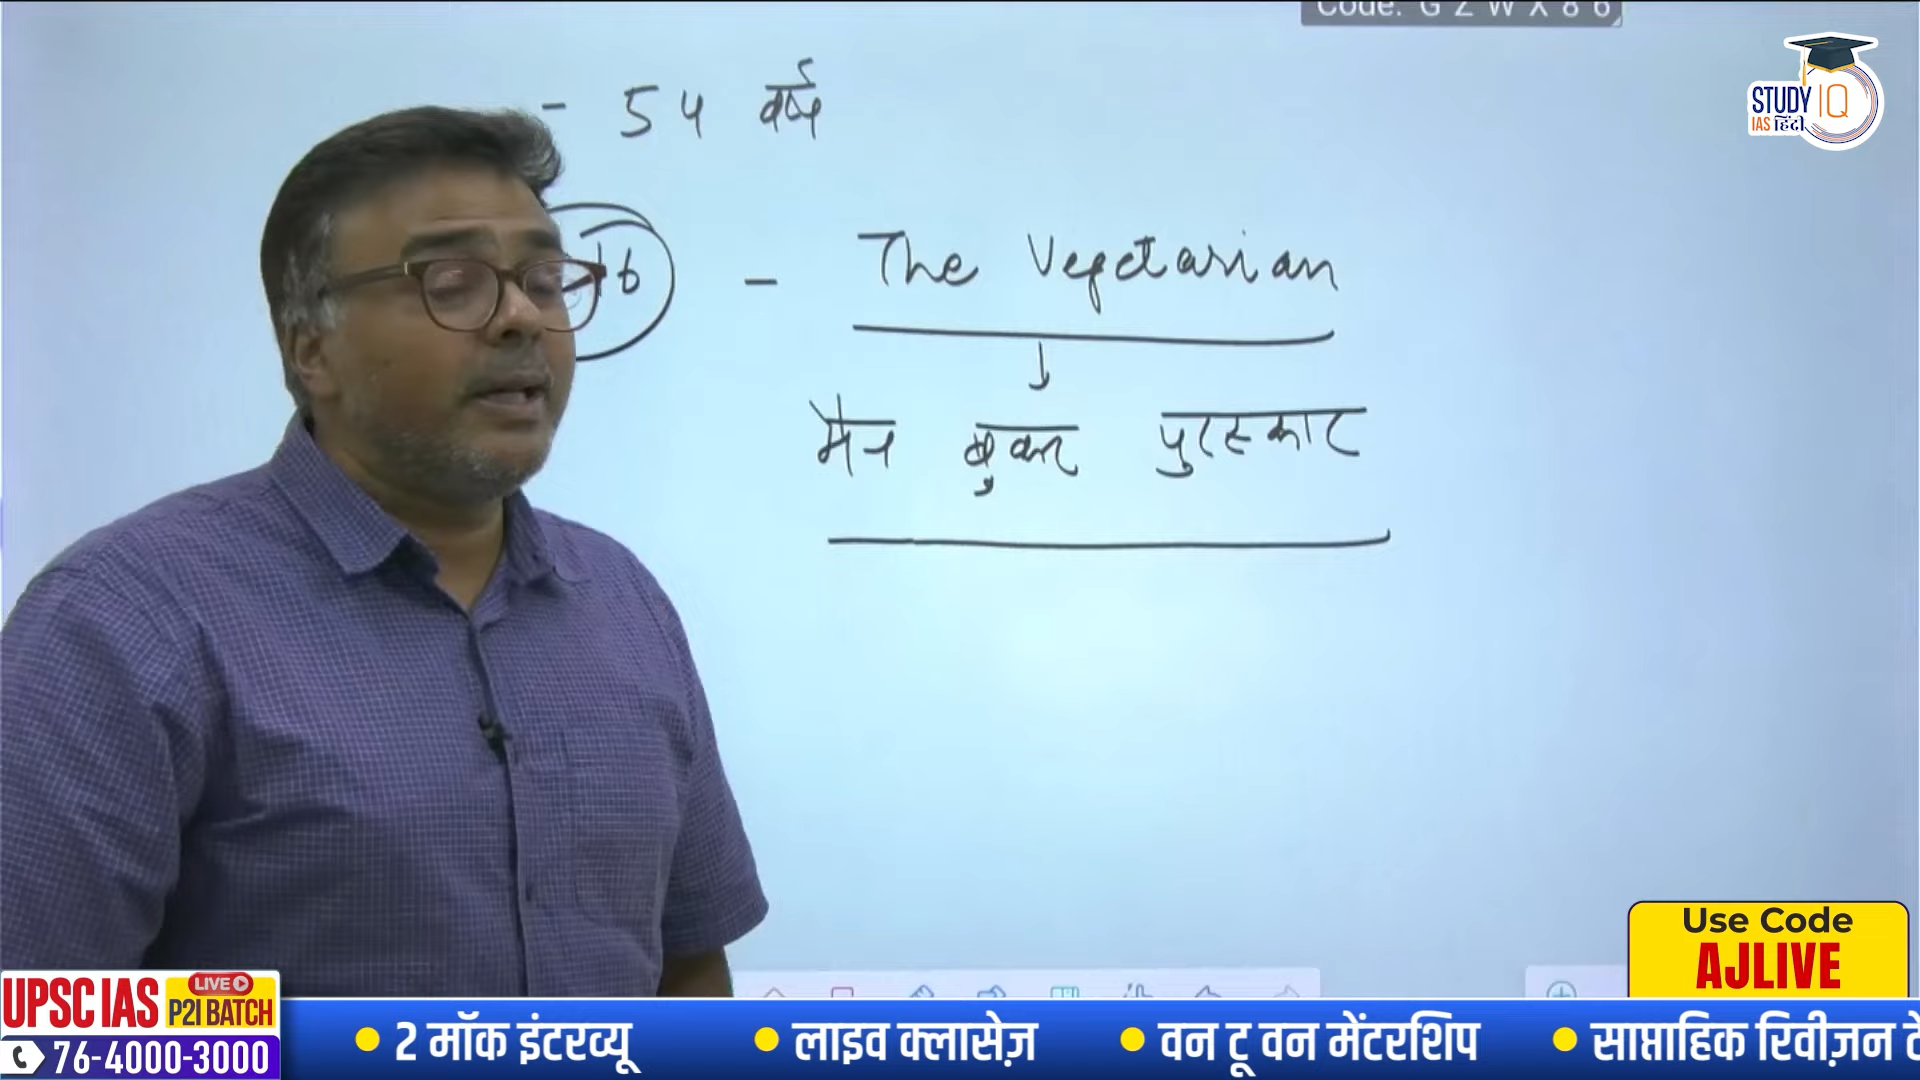 Code: G Z W X 8 6
STUDY IQ
IAS हिंदी
- 54 वर्ष
16 - The Vegetarian
मैन बुकर पुरस्कार
Use Code
AJLIVE
UPSC IAS LIVE P2I BATCH
76-4000-3000
2 मॉक इंटरव्यू लाइव क्लासेज़ वन टू वन मेंटरशिप साप्ताहिक रिवीज़न टे